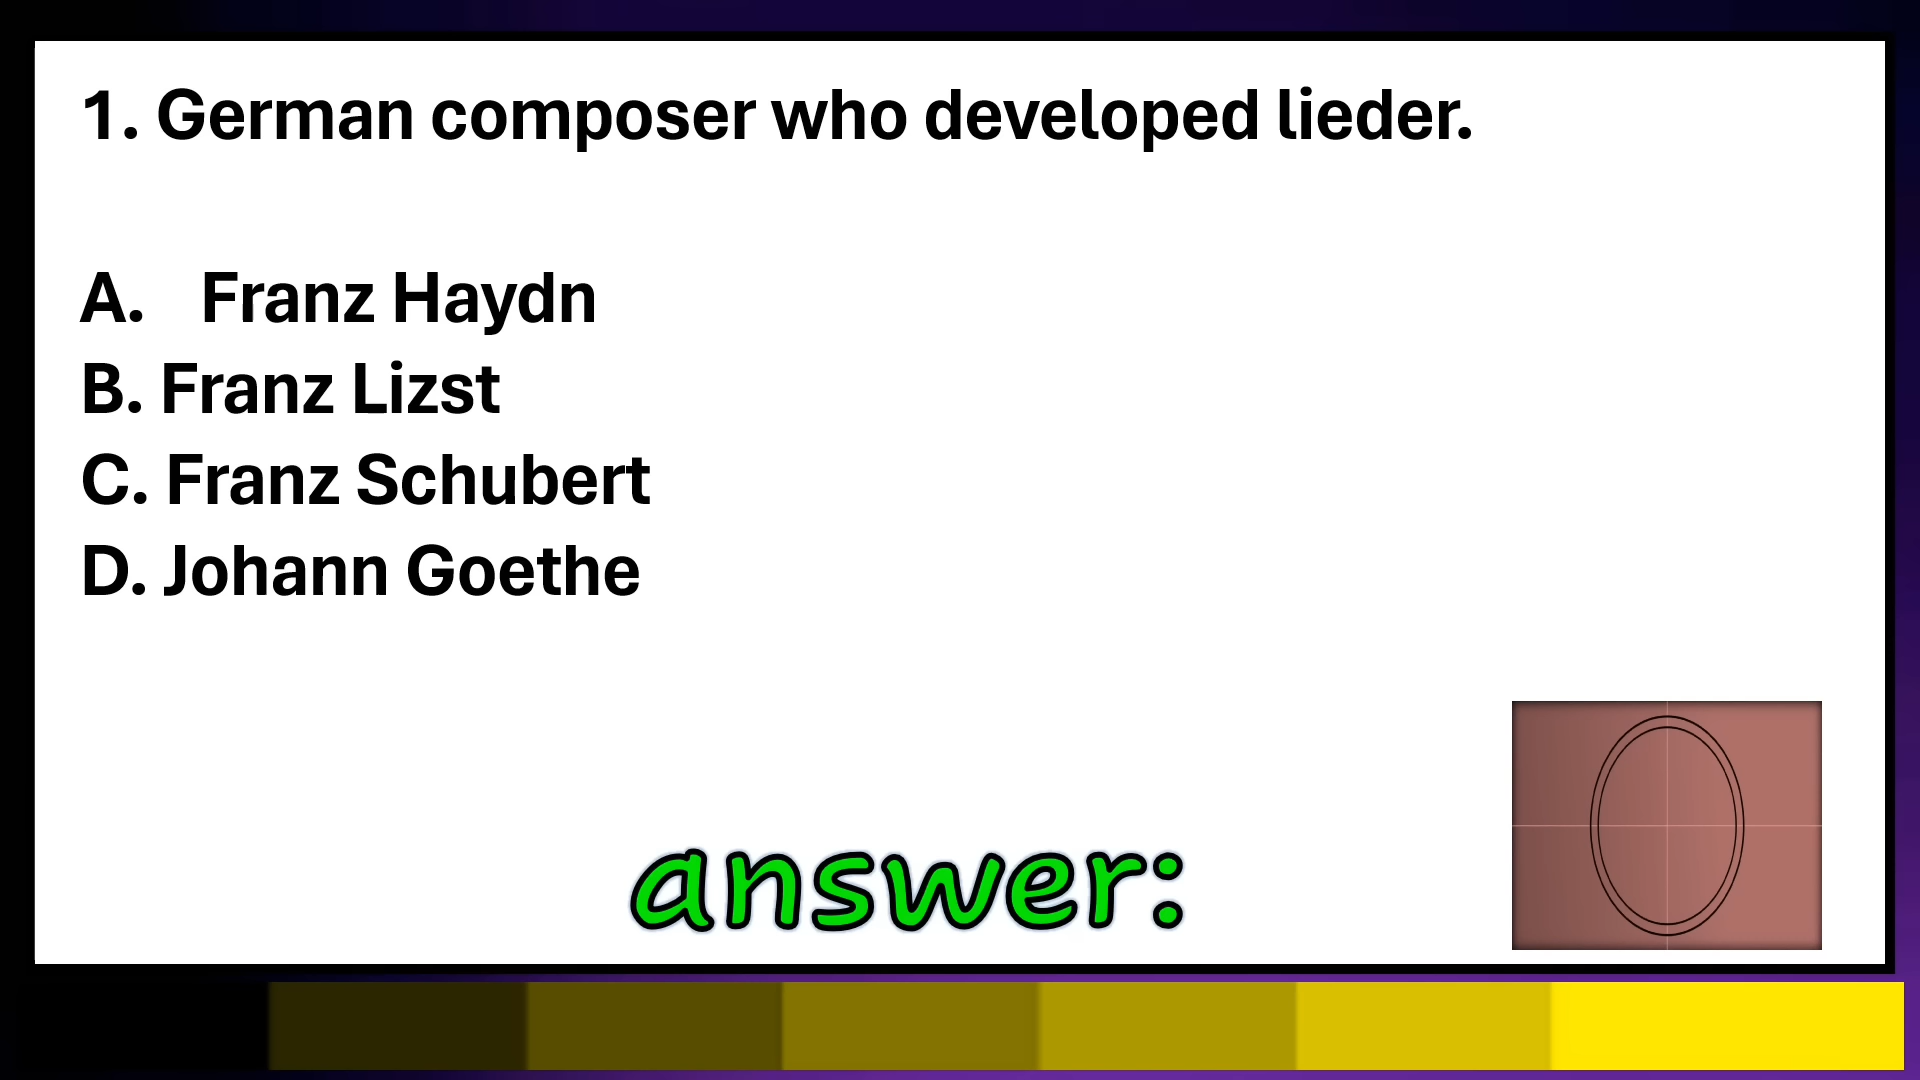 1. German composer who developed lieder.
A. Franz Haydn
B. Franz Lizst
C. Franz Schubert
D. Johann Goethe
answer: